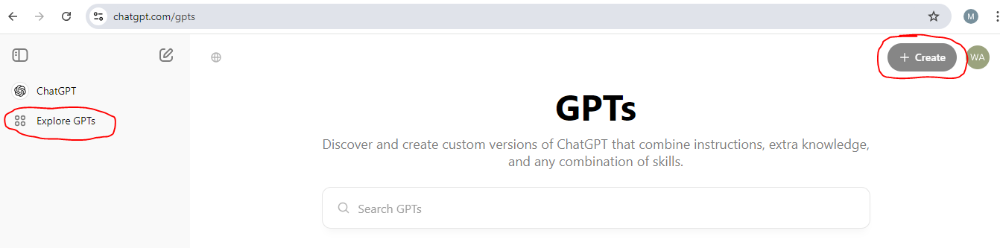 chatgpt.com/gpts
M
ChatGPT
Explore GPTs
+ Create
WA
GPTs
Discover and create custom versions of ChatGPT that combine instructions, extra knowledge,
and any combination of skills.
Search GPTs